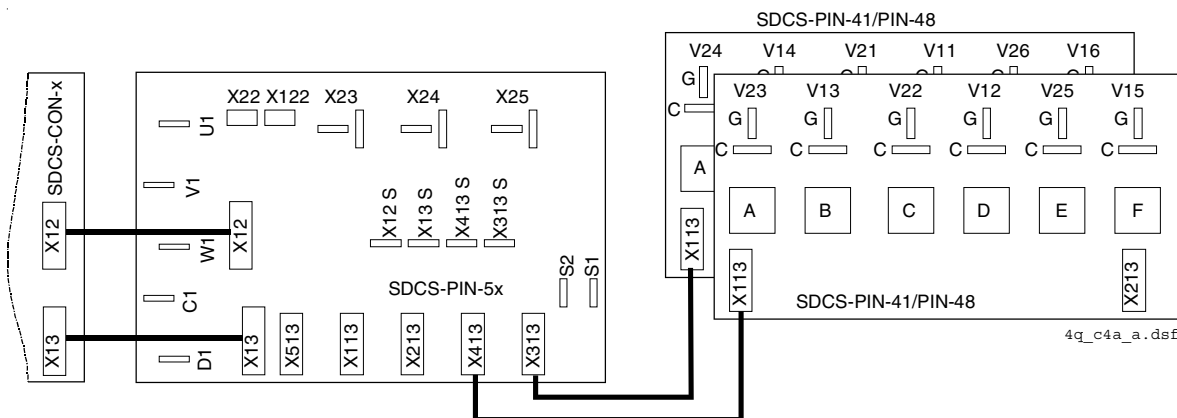 SDCS-PIN-41/PIN-48
V24 V14 V21 V11 V26 V16
G
C
A
X113
V23 V13 V22 V12 V25 V15
G G G G G G
C C C C C C
A B C D E F
X113
X213
SDCS-PIN-41/PIN-48
4q_c4a_a.dsf
SDCS-CON-x
X12
X13
X22 X122 X23 X24 X25
U1
V1
W1
C1
D1
X12
X12 S X13 S X413 S X313 S
S2 S1
SDCS-PIN-5x
X13 X513 X113 X213 X413 X313